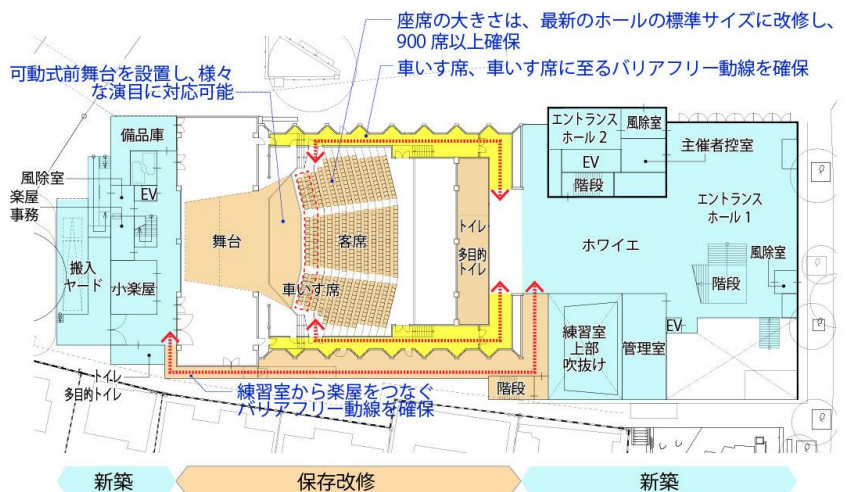 座席の大きさは、最新のホールの標準サイズに改修し、
900 席以上確保
車いす席、車いす席に至るバリアフリー動線を確保
可動式前舞台を設置し、様々
な演目に対応可能
備品庫
風除室
楽屋
事務
EV
搬入
ヤード
小楽屋
トイレ
多目的トイレ
舞台
客席
車いす席
トイレ
多目的
トイレ
エントランス
ホール 2
風除室
主催者控室
EV
階段
エントランス
ホール 1
ホワイエ
風除室
階段
EV
練習室
上部
吹抜け
管理室
階段
練習室から楽屋をつなぐ
バリアフリー動線を確保
新築
保存改修
新築